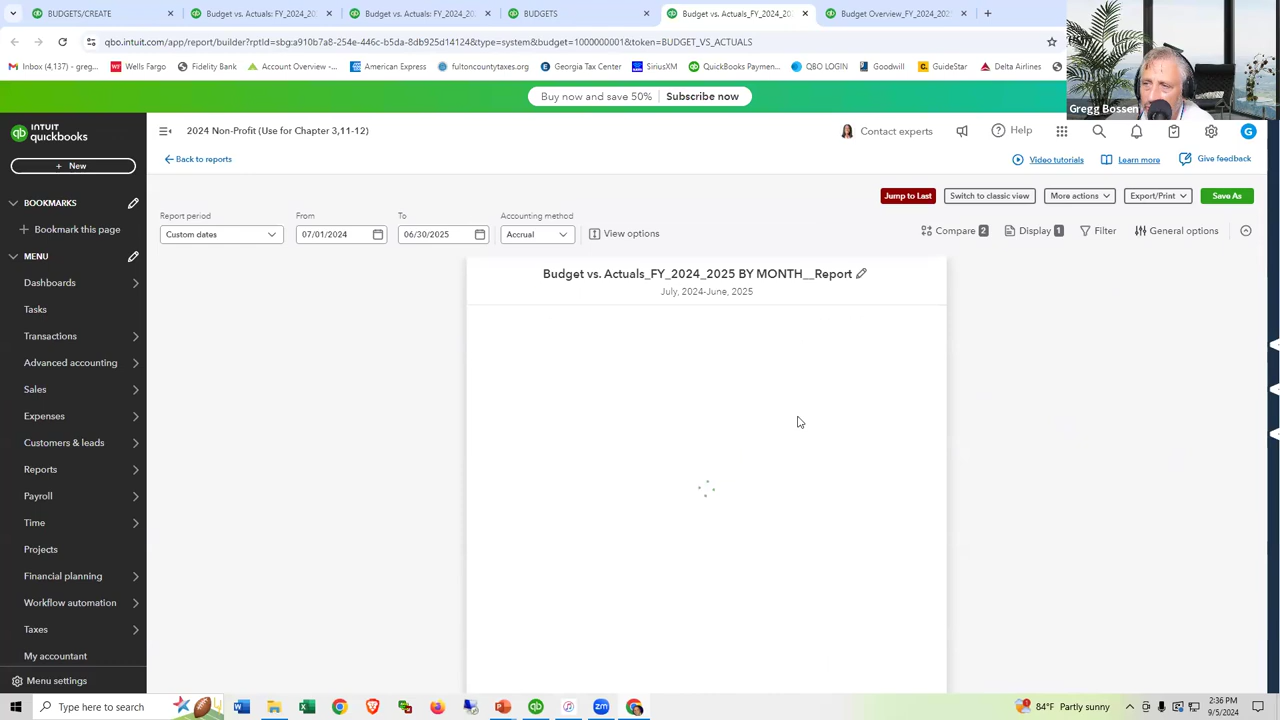 BUDGETS/CREATE
Budget vs. Actuals: FY_2024_20
Budget vs. Actuals: FY_2024_20
BUDGETS
Budget vs. Actuals_FY_2024_20
Budget Overview_FY_2024_2025
qbo.intuit.com/app/report/builder?rptId=sbg:a910b7a8-254e-446c-b5da-8db922414124&type=system&budget=1000000001&token=BUDGET_VS_ACTUALS
Inbox (4,137) - greg...
Wells Fargo
Fidelity Bank
Account Overview -...
American Express
fultoncountytaxes....
Georgia Tax Center
SiriusXM
QuickBooks Paymen...
QBO LOGIN
Goodwill
GuideStar
Delta Airlines
Gregg Bossen
Buy now and save 50%
Subscribe now
INTUIT
quickbooks
2024 Non-Profit (Use for Chapter 3,11-12)
Contact experts
Help
G
+ New
Back to reports
Video tutorials
Learn more
Give feedback
Jump to Last
Switch to classic view
More actions
Export/Print
Save As
BOOKMARKS
Bookmark this page
MENU
Dashboards
Tasks
Transactions
Advanced accounting
Sales
Expenses
Customers & leads
Reports
Payroll
Time
Projects
Financial planning
Workflow automation
Taxes
My accountant
Menu settings
Report period
From
To
Accounting method
Custom dates
07/01/2024
06/30/2025
Accrual
View options
Compare 2
Display 1
Filter
General options
Budget vs. Actuals_FY_2024_2025 BY MONTH__Report
July, 2024-June, 2025
Type here to search
84°F Partly sunny
2:36 PM
9/5/2024